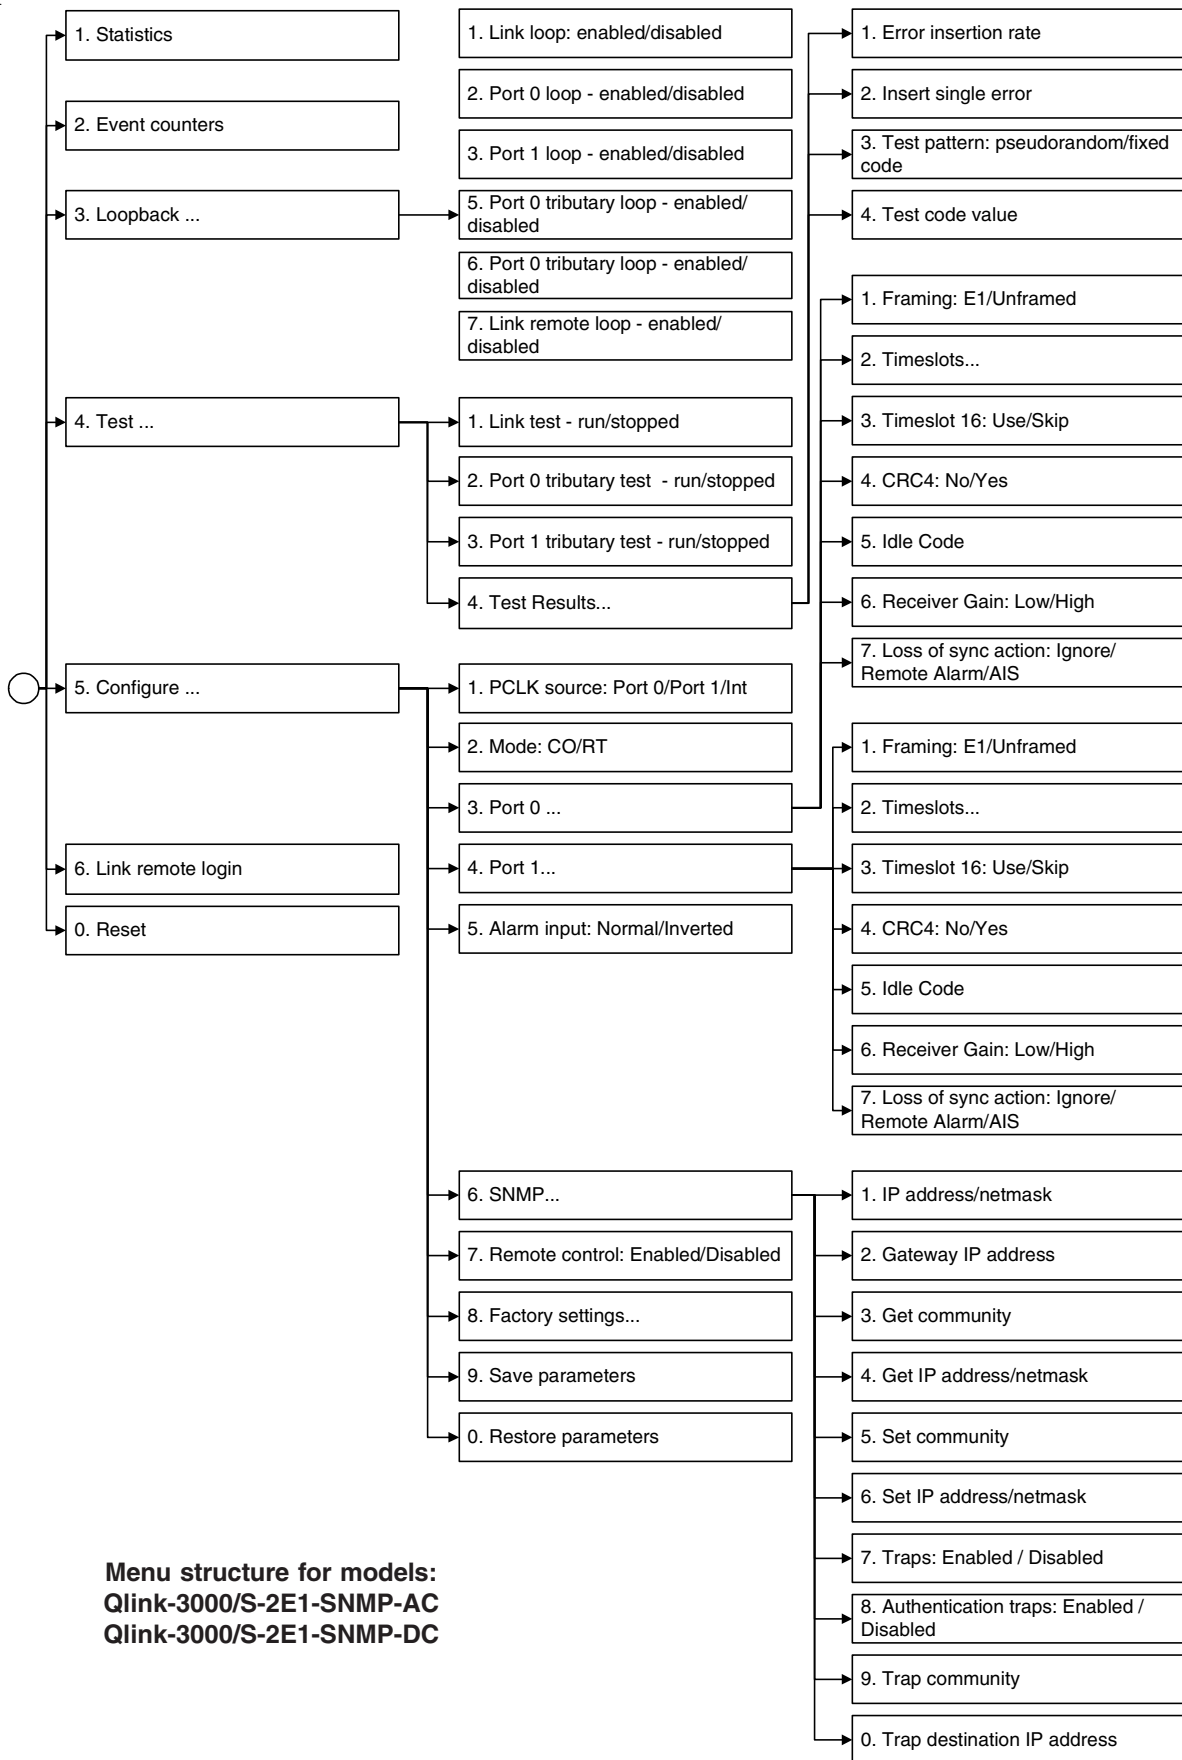 1. Statistics
2. Event counters
3. Loopback ...
4. Test ...
5. Configure ...
6. Link remote login
0. Reset
1. Link loop: enabled/disabled
2. Port 0 loop - enabled/disabled
3. Port 1 loop - enabled/disabled
5. Port 0 tributary loop - enabled/
disabled
6. Port 0 tributary loop - enabled/
disabled
7. Link remote loop - enabled/
disabled
1. Link test - run/stopped
2. Port 0 tributary test  - run/stopped
3. Port 1 tributary test - run/stopped
4. Test Results...
1. PCLK source: Port 0/Port 1/Int
2. Mode: CO/RT
3. Port 0 ...
4. Port 1...
5. Alarm input: Normal/Inverted
6. SNMP...
7. Remote control: Enabled/Disabled
8. Factory settings...
9. Save parameters
0. Restore parameters
1. Error insertion rate
2. Insert single error
3. Test pattern: pseudorandom/fixed
code
4. Test code value
1. Framing: E1/Unframed
2. Timeslots...
3. Timeslot 16: Use/Skip
4. CRC4: No/Yes
5. Idle Code
6. Receiver Gain: Low/High
7. Loss of sync action: Ignore/
Remote Alarm/AIS
1. Framing: E1/Unframed
2. Timeslots...
3. Timeslot 16: Use/Skip
4. CRC4: No/Yes
5. Idle Code
6. Receiver Gain: Low/High
7. Loss of sync action: Ignore/
Remote Alarm/AIS
1. IP address/netmask
2. Gateway IP address
3. Get community
4. Get IP address/netmask
5. Set community
6. Set IP address/netmask
7. Traps: Enabled / Disabled
8. Authentication traps: Enabled /
Disabled
9. Trap community
0. Trap destination IP address
Menu structure for models:
Qlink-3000/S-2E1-SNMP-AC
Qlink-3000/S-2E1-SNMP-DC